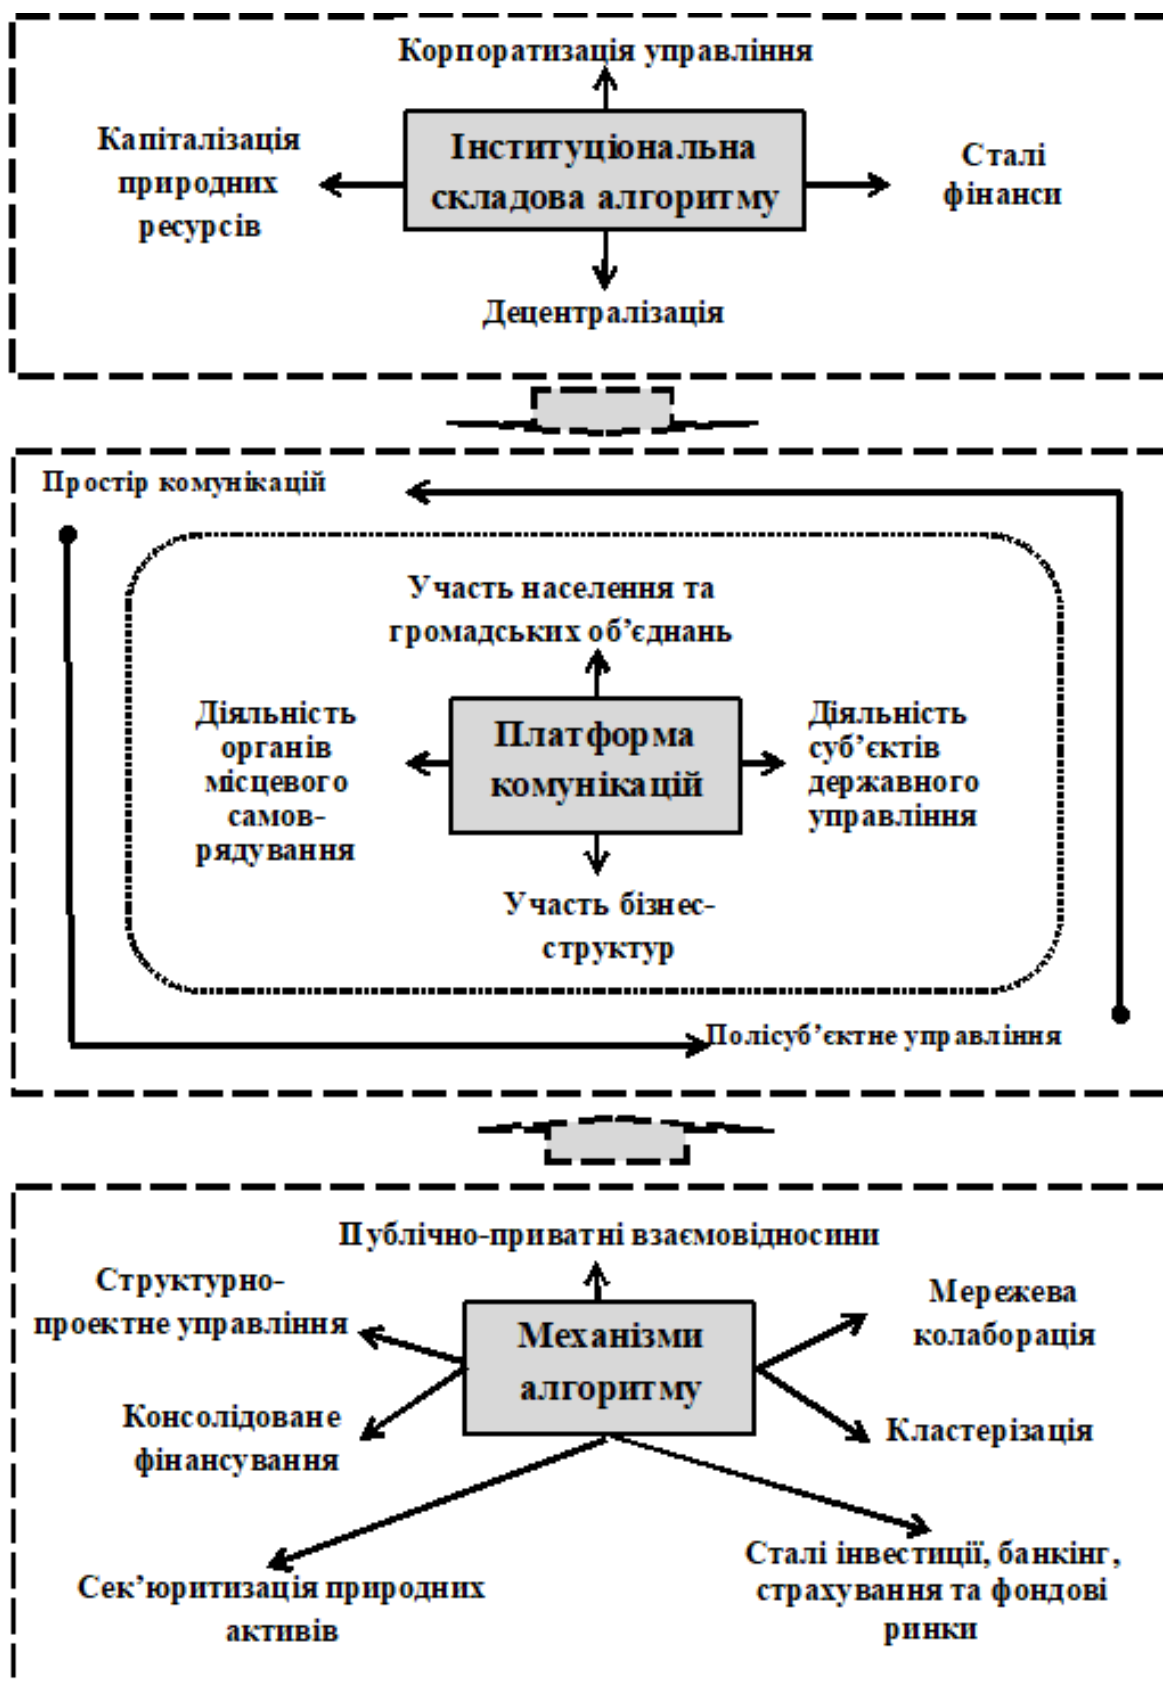 Корпоратизація управління
Капіталізація
природних
ресурсів
Інституціональна
складова алгоритму
Сталі
фінанси
Децентралізація
Простір комунікацій
Участь населення та
громадських об’єднань
Діяльність
органів
місцевого
самов-
рядування
Платформа
комунікацій
Діяльність
суб’єктів
державного
управління
Участь бізнес-
структур
Полісуб’єктне управління
Публічно-приватні взаємовідносини
Структурно-
проектне управління
Механізми
алгоритму
Мережева
колаборація
Консолідоване
фінансування
Кластерізація
Сек’юритизація природних
активів
Сталі інвестиції, банкінг,
страхування та фондові
ринки